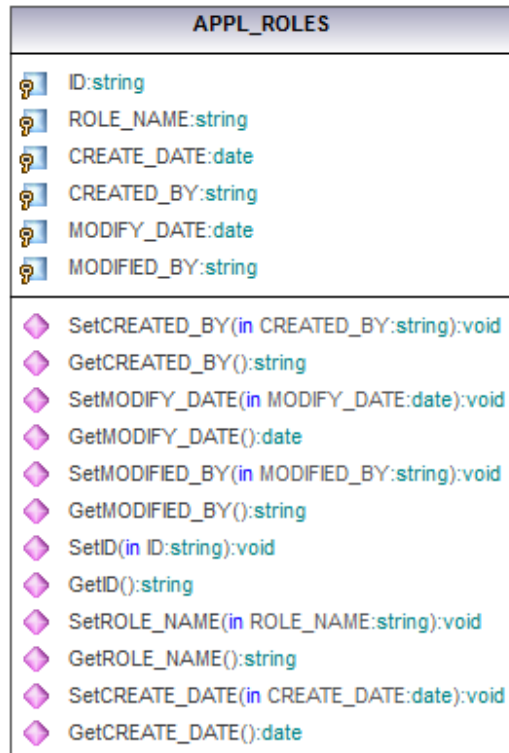 APPL_ROLES
ID:string
ROLE_NAME:string
CREATE_DATE:date
CREATED_BY:string
MODIFY_DATE:date
MODIFIED_BY:string
SetCREATED_BY(in CREATED_BY:string):void
GetCREATED_BY():string
SetMODIFY_DATE(in MODIFY_DATE:date):void
GetMODIFY_DATE():date
SetMODIFIED_BY(in MODIFIED_BY:string):void
GetMODIFIED_BY():string
SetID(in ID:string):void
GetID():string
SetROLE_NAME(in ROLE_NAME:string):void
GetROLE_NAME():string
SetCREATE_DATE(in CREATE_DATE:date):void
GetCREATE_DATE():date